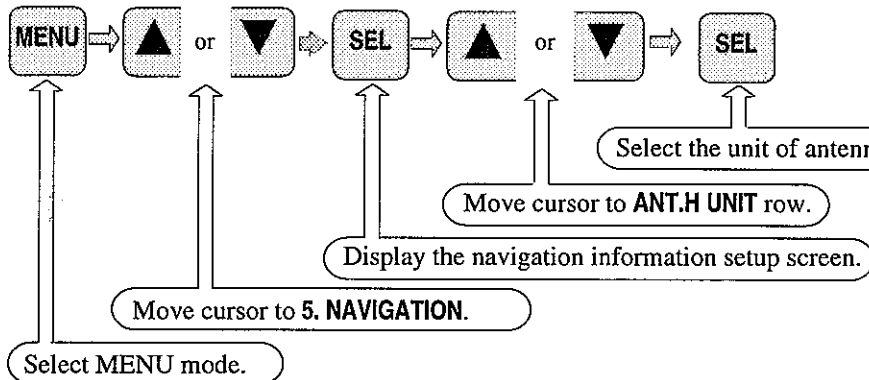 MENU ▲ or ▼ SEL ▲ or ▼ SEL
Select the unit of
Move cursor to ANT.H UNIT row.
Display the navigation information setup screen.
Move cursor to 5. NAVIGATION.
Select MENU mode.